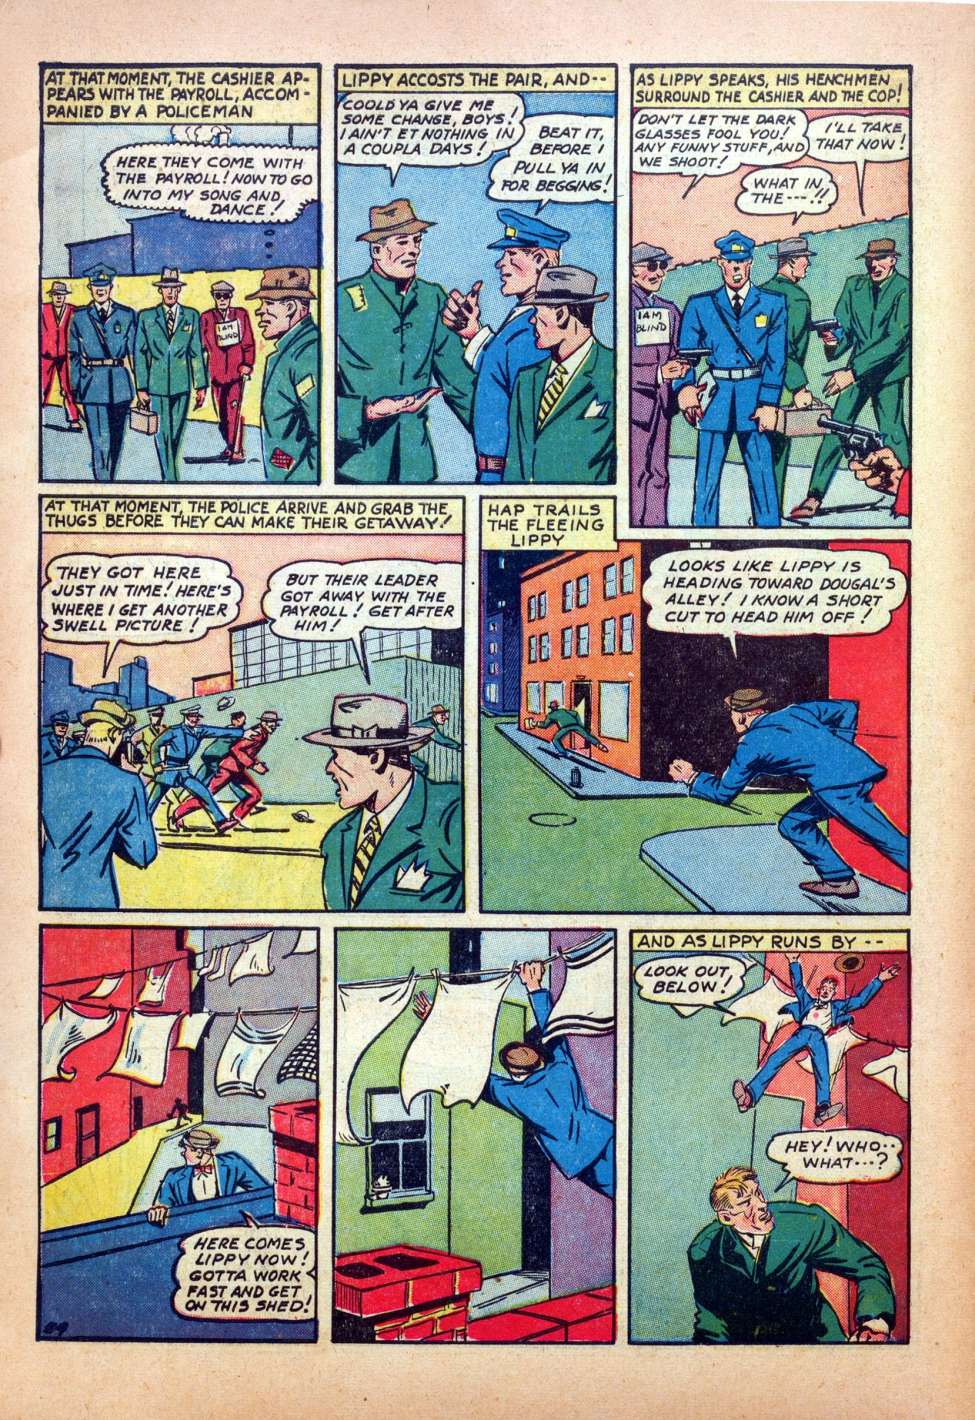 AT THAT MOMENT, THE CASHIER AP-
PEARS WITH THE PAYROLL, ACCOM-
PANIED BY A POLICEMAN
HERE THEY COME WITH
THE PAYROLL! NOW TO GO
INTO MY SONG AND
DANCE!
I AM
BLIND
LIPPY ACCOSTS THE PAIR, AND--
COOLD YA GIVE ME
SOME CHANGE, BOYS!
I AIN'T ET NOTHING IN
A COUPLA DAYS!
BEAT IT,
BEFORE I
PULL YA IN
FOR BEGGING!
AS LIPPY SPEAKS, HIS HENCHMEN
SURROUND THE CASHIER AND THE COP!
DON'T LET THE DARK
GLASSES FOOL YOU!
ANY FUNNY STUFF, AND
WE SHOOT!
I'LL TAKE
THAT NOW!
WHAT IN
THE ---!!!
I AM
BLIND
AT THAT MOMENT, THE POLICE ARRIVE AND GRAB THE
THUGS BEFORE THEY CAN MAKE THEIR GETAWAY!
THEY GOT HERE
JUST IN TIME! HERE'S
WHERE I GET ANOTHER
SWELL PICTURE!
BUT THEIR LEADER
GOT AWAY WITH THE
PAYROLL! GET AFTER
HIM!
HAP TRAILS
THE FLEEING
LIPPY
LOOKS LIKE LIPPY IS
HEADING TOWARD DOUGAL'S
ALLEY! I KNOW A SHORT
CUT TO HEAD HIM OFF!
HERE COMES
LIPPY NOW!
GOTTA WORK
FAST AND GET
ON THIS SHED!
AND AS LIPPY RUNS BY --
LOOK OUT,
BELOW!
HEY! WHO--
WHAT---?